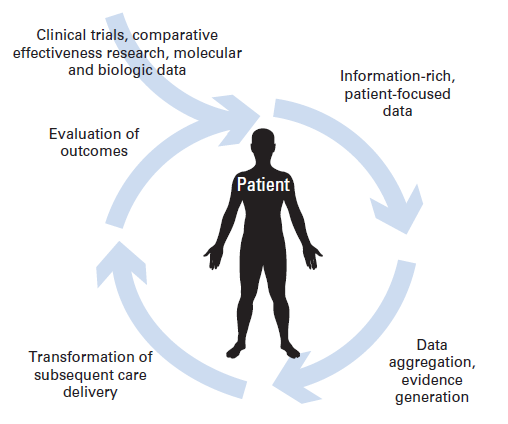 Clinical trials, comparative
effectiveness research, molecular
and biologic data
Information-rich,
patient-focused
data
Evaluation of
outcomes
Patient
Transformation of
subsequent care
delivery
Data
aggregation,
evidence
generation